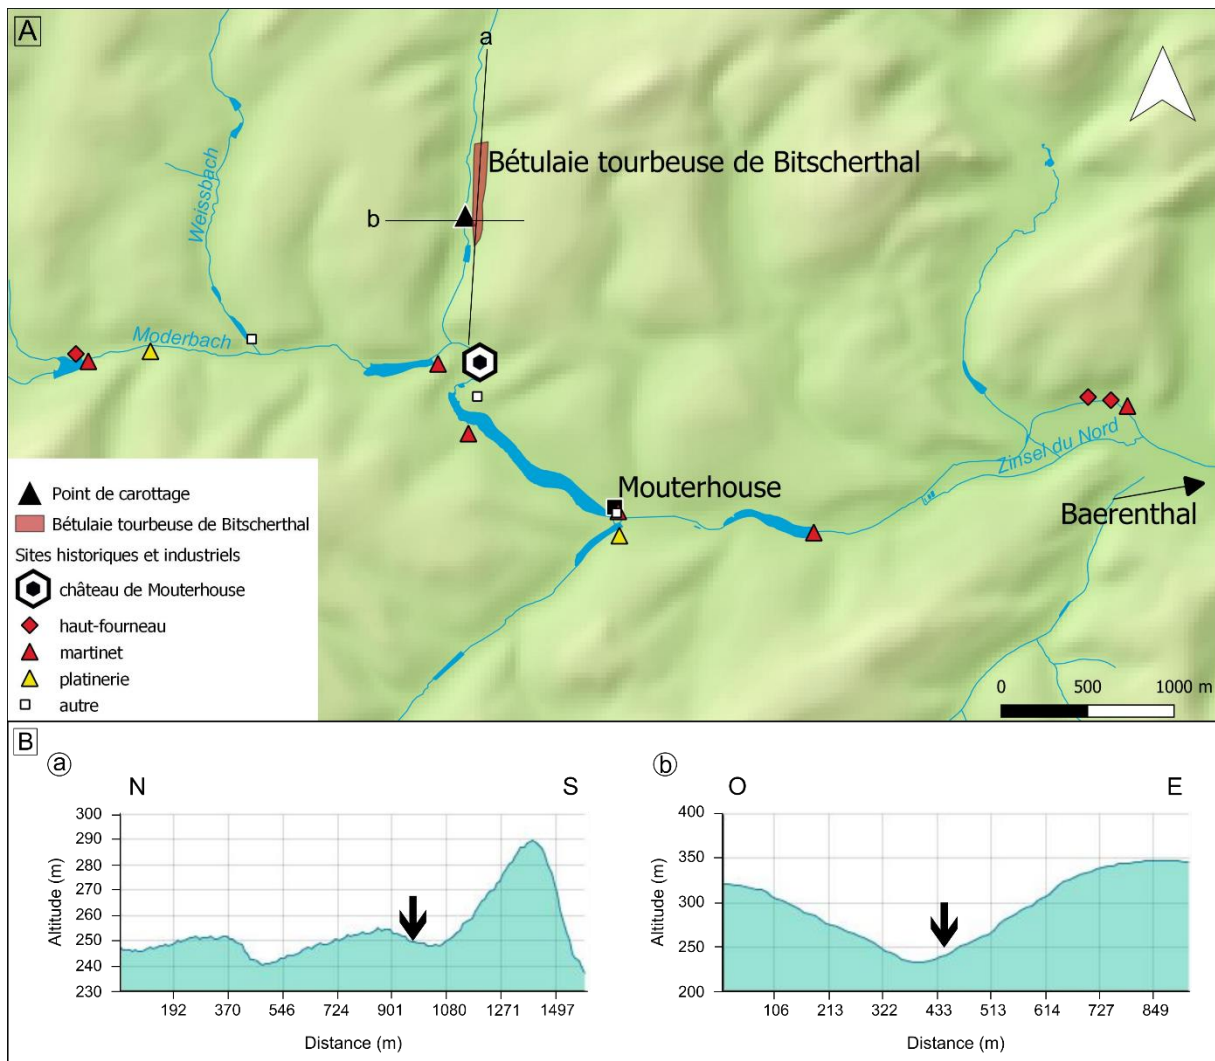 A
a
Bétulaie tourbeuse de Bitscherthal
b
Weissbach
Moderbach
Zinsel du Nord
Mouterhouse
Baerenthal
Point de carottage
Bétulaie tourbeuse de Bitscherthal
Sites historiques et industriels
château de Mouterhouse
haut-fourneau
martinet
platinerie
autre
0 500 1000 m
B
a
N S
Altitude (m)
300
290
280
270
260
250
240
230
192 370 546 724 901 1080 1271 1497
Distance (m)
b
O E
Altitude (m)
400
350
300
250
200
106 213 322 433 513 614 727 849
Distance (m)